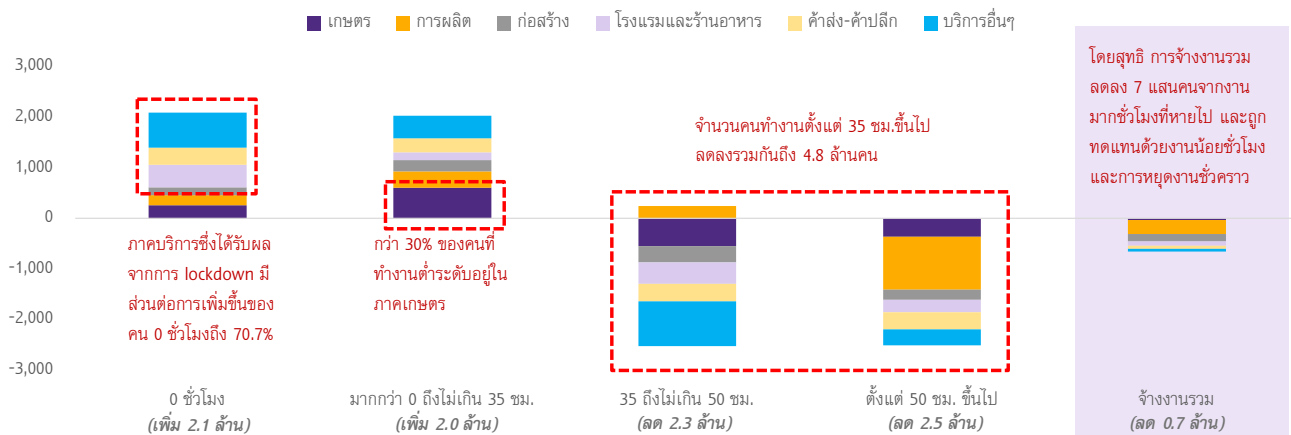 เกษตร การผลิต ก่อสร้าง โรงแรมและร้านอาหาร ค้าส่ง-ค้าปลีก บริการอื่นๆ
3,000
2,000
1,000
0
-1,000
-2,000
-3,000
ภาคบริการซึ่งได้รับผล
จากการ lockdown มี
ส่วนต่อการเพิ่มขึ้นของ
คน 0 ชั่วโมงถึง 70.7%
กว่า 30% ของคนที่
ทำงานต่ำระดับอยู่ใน
ภาคเกษตร
จำนวนคนทำงานตั้งแต่ 35 ชม.ขึ้นไป
ลดลงรวมกันถึง 4.8 ล้านคน
โดยสุทธิ การจ้างงานรวม
ลดลง 7 แสนคนจากงาน
มากชั่วโมงที่หายไป และถูก
ทดแทนด้วยงานน้อยชั่วโมง
และการหยุดงานชั่วคราว
0 ชั่วโมง
(เพิ่ม 2.1 ล้าน)
มากกว่า 0 ถึงไม่เกิน 35 ชม.
(เพิ่ม 2.0 ล้าน)
35 ถึงไม่เกิน 50 ชม.
(ลด 2.3 ล้าน)
ตั้งแต่ 50 ชม. ขึ้นไป
(ลด 2.5 ล้าน)
จ้างงานรวม
(ลด 0.7 ล้าน)